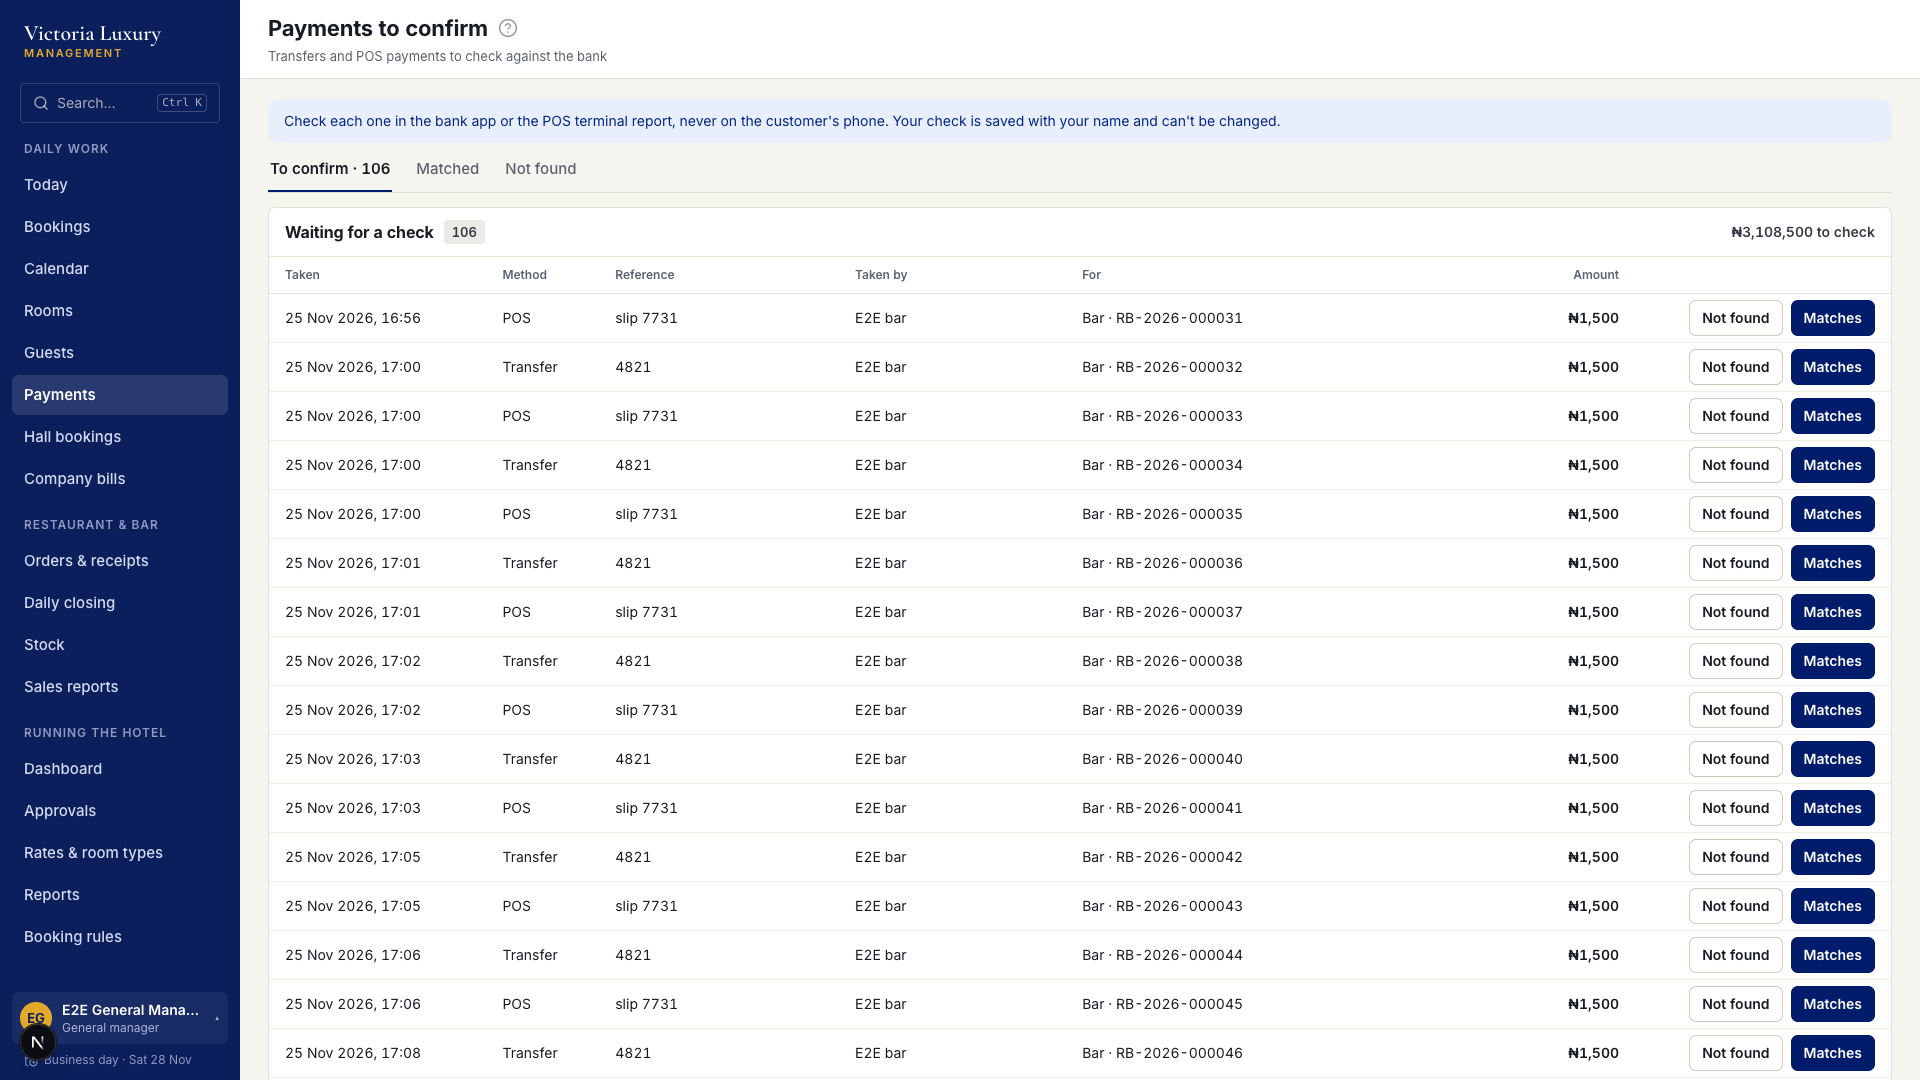 Victoria Luxury
MANAGEMENT
Search...
Ctrl K
DAILY WORK
Today
Bookings
Calendar
Rooms
Guests
Payments
Hall bookings
Company bills
RESTAURANT & BAR
Orders & receipts
Daily closing
Stock
Sales reports
RUNNING THE HOTEL
Dashboard
Approvals
Rates & room types
Reports
Booking rules
EG
E2E General Mana...
General manager
N
Business day · Sat 28 Nov
Payments to confirm ?
Transfers and POS payments to check against the bank
Check each one in the bank app or the POS terminal report, never on the customer's phone. Your check is saved with your name and can't be changed.
To confirm · 106 Matched Not found
Waiting for a check 106 ₦3,108,500 to check
Taken Method Reference Taken by For Amount
25 Nov 2026, 16:56 POS slip 7731 E2E bar Bar · RB-2026-000031 ₦1,500 Not found Matches
25 Nov 2026, 17:00 Transfer 4821 E2E bar Bar · RB-2026-000032 ₦1,500 Not found Matches
25 Nov 2026, 17:00 POS slip 7731 E2E bar Bar · RB-2026-000033 ₦1,500 Not found Matches
25 Nov 2026, 17:00 Transfer 4821 E2E bar Bar · RB-2026-000034 ₦1,500 Not found Matches
25 Nov 2026, 17:00 POS slip 7731 E2E bar Bar · RB-2026-000035 ₦1,500 Not found Matches
25 Nov 2026, 17:01 Transfer 4821 E2E bar Bar · RB-2026-000036 ₦1,500 Not found Matches
25 Nov 2026, 17:01 POS slip 7731 E2E bar Bar · RB-2026-000037 ₦1,500 Not found Matches
25 Nov 2026, 17:02 Transfer 4821 E2E bar Bar · RB-2026-000038 ₦1,500 Not found Matches
25 Nov 2026, 17:02 POS slip 7731 E2E bar Bar · RB-2026-000039 ₦1,500 Not found Matches
25 Nov 2026, 17:03 Transfer 4821 E2E bar Bar · RB-2026-000040 ₦1,500 Not found Matches
25 Nov 2026, 17:03 POS slip 7731 E2E bar Bar · RB-2026-000041 ₦1,500 Not found Matches
25 Nov 2026, 17:05 Transfer 4821 E2E bar Bar · RB-2026-000042 ₦1,500 Not found Matches
25 Nov 2026, 17:05 POS slip 7731 E2E bar Bar · RB-2026-000043 ₦1,500 Not found Matches
25 Nov 2026, 17:06 Transfer 4821 E2E bar Bar · RB-2026-000044 ₦1,500 Not found Matches
25 Nov 2026, 17:06 POS slip 7731 E2E bar Bar · RB-2026-000045 ₦1,500 Not found Matches
25 Nov 2026, 17:08 Transfer 4821 E2E bar Bar · RB-2026-000046 ₦1,500 Not found Matches